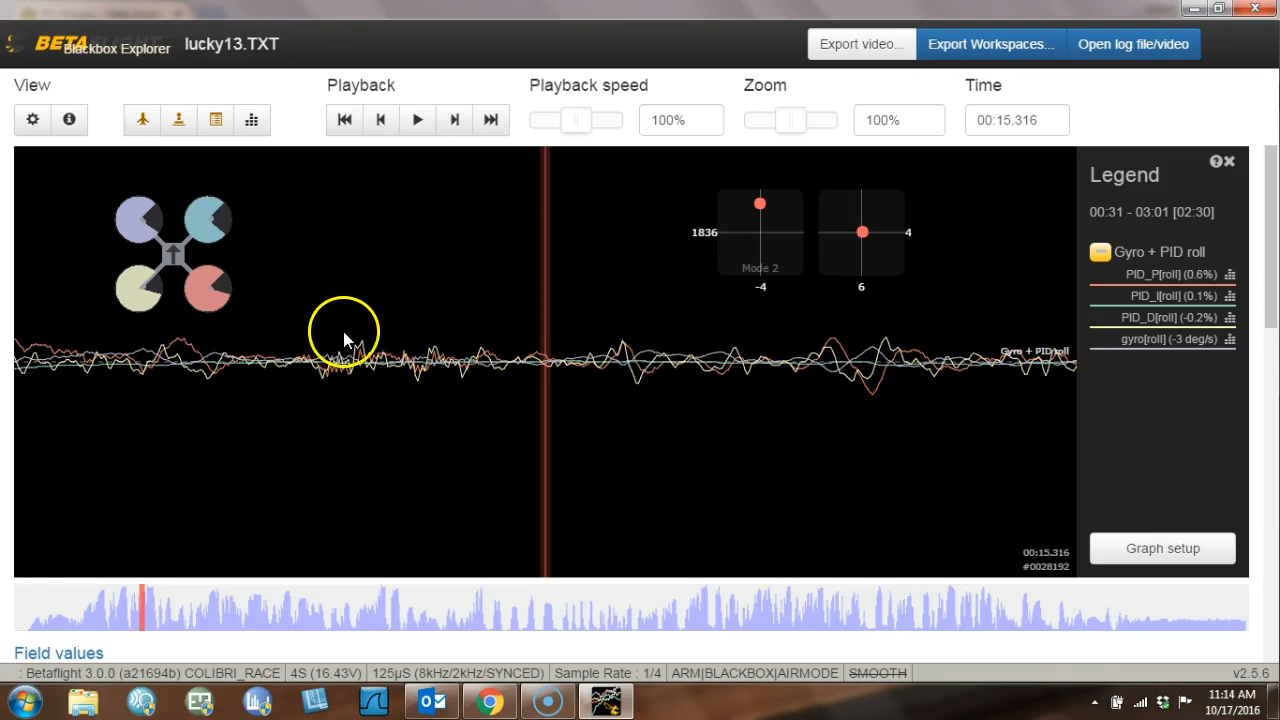 BETAFLIGHT
Blackbox Explorer
lucky13.TXT
Export video...
Export Workspaces...
Open log file/video
View
Playback
Playback speed
Zoom
Time
100%
100%
00:15.316
Legend
00:31 - 03:01 [02:30]
Gyro + PID roll
PID_P[roll] (0.6%)
PID_I[roll] (0.1%)
PID_D[roll] (-0.2%)
gyro[roll] (-3 deg/s)
1836
4
Mode 2
-4
6
Gyro + PID roll
00:15.316
#0028192
Graph setup
Field values
: Betaflight 3.0.0 (a21694b) COLIBRI_RACE
4S (16.43V)
125µS (8kHz/2kHz/SYNCED)
Sample Rate : 1/4
ARM|BLACKBOX|AIRMODE
SMOOTH
v2.5.6
11:14 AM
10/17/2016